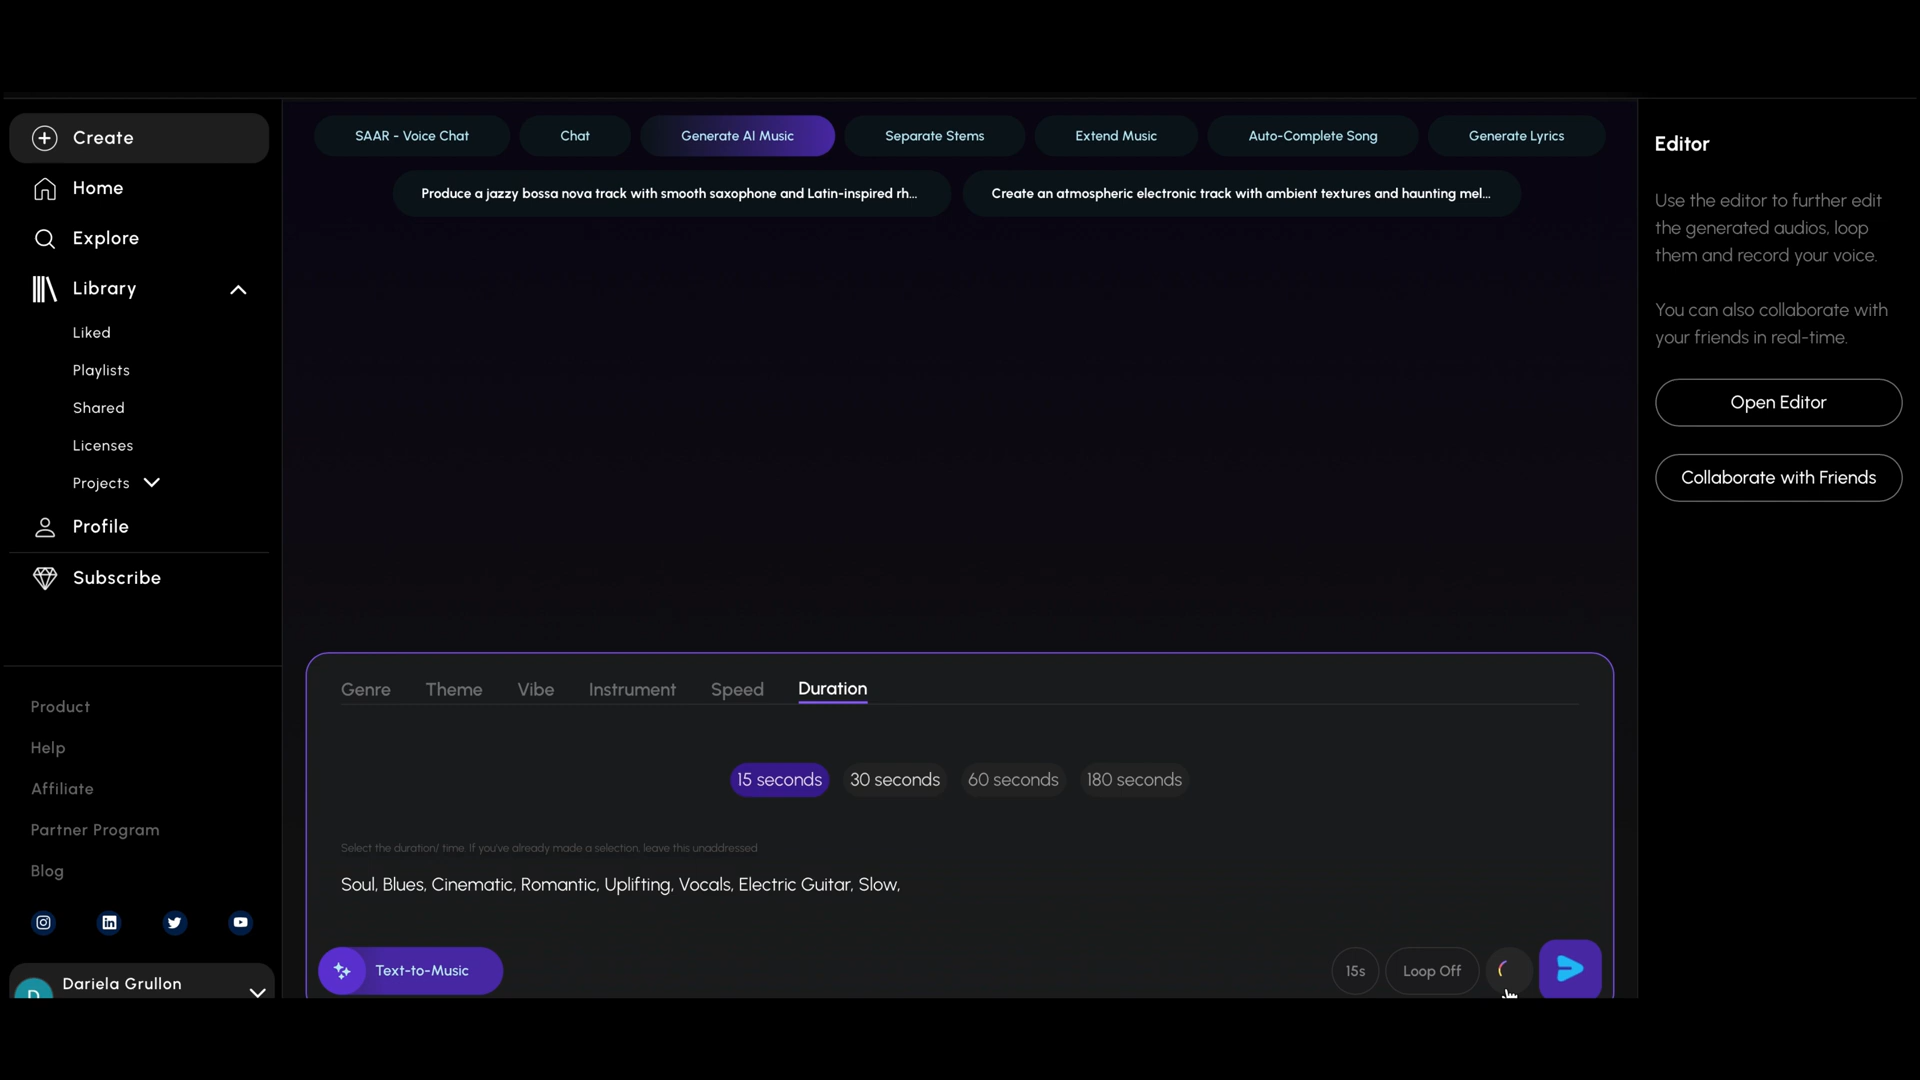 Create
Home
Explore
Library
Liked
Playlists
Shared
Licenses
Projects
Profile
Subscribe
Product
Help
Affiliate
Partner Program
Blog
D
Dariela Grullon
SAAR - Voice Chat
Chat
Generate AI Music
Separate Stems
Extend Music
Auto-Complete Song
Generate Lyrics
Produce a jazzy bossa nova track with smooth saxophone and Latin-inspired rh...
Create an atmospheric electronic track with ambient textures and haunting mel...
Genre
Theme
Vibe
Instrument
Speed
Duration
15 seconds
30 seconds
60 seconds
180 seconds
Select the duration/ time. If you've already made a selection, leave this unaddressed
Soul, Blues, Cinematic, Romantic, Uplifting, Vocals, Electric Guitar, Slow,
Text-to-Music
15s
Loop Off
Editor
Use the editor to further edit
the generated audios, loop
them and record your voice.
You can also collaborate with
your friends in real-time.
Open Editor
Collaborate with Friends